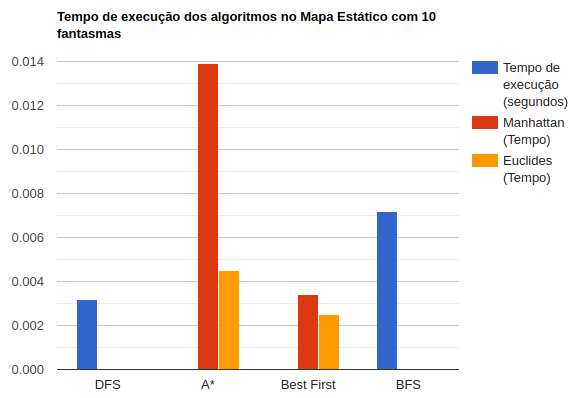 Tempo de execução dos algoritmos no Mapa Estático com 10
fantasmas
0.014
0.012
0.010
0.008
0.006
0.004
0.002
0.000
DFS
A*
Best First
BFS
Tempo de
execução
(segundos)
Manhattan
(Tempo)
Euclides
(Tempo)